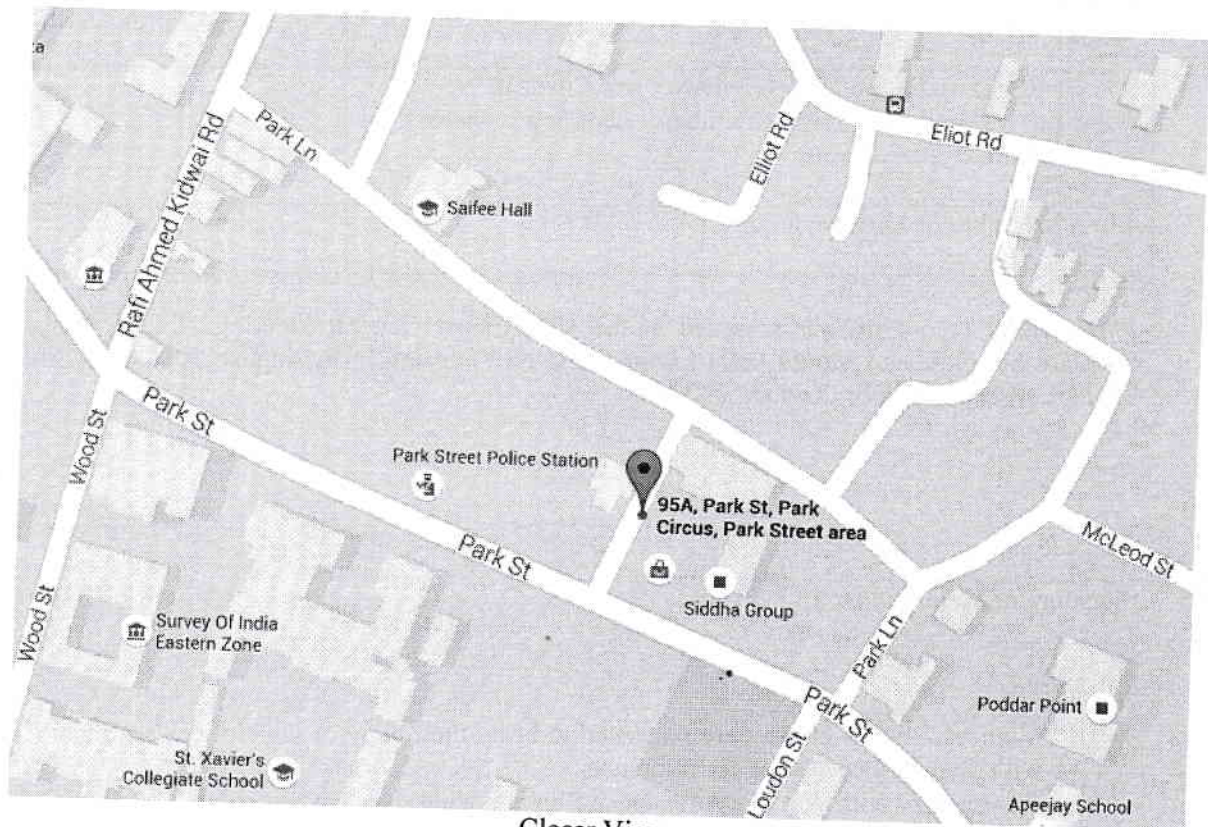 ta
Rafi Ahmed Kidwai Rd
Park Ln
Saifee Hall
Elliot Rd
Eliot Rd
Wood St
Park St
Park Street Police Station
95A, Park St, Park
Circus, Park Street area
Park St
McLeod St
Siddha Group
Wood St
Survey Of India
Eastern Zone
Park Ln
Park St
Poddar Point
St. Xavier's
Collegiate School
Loudon St
Apeejay School